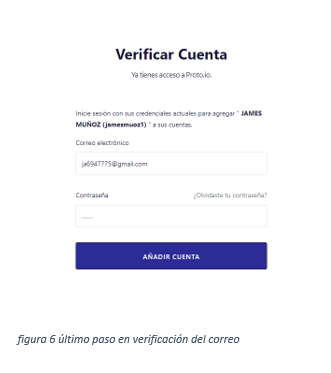 Verificar Cuenta
Ya tienes acceso a Proto.io.
Inicie sesión con sus credenciales actuales para agregar " JAMES
MUÑOZ (jamesmuoz1) " a sus cuentas.
Correo electrónico
ja6947775@gmail.com
Contraseña ¿Olvidaste tu contraseña?
......
AÑADIR CUENTA
figura 6 último paso en verificación del correo